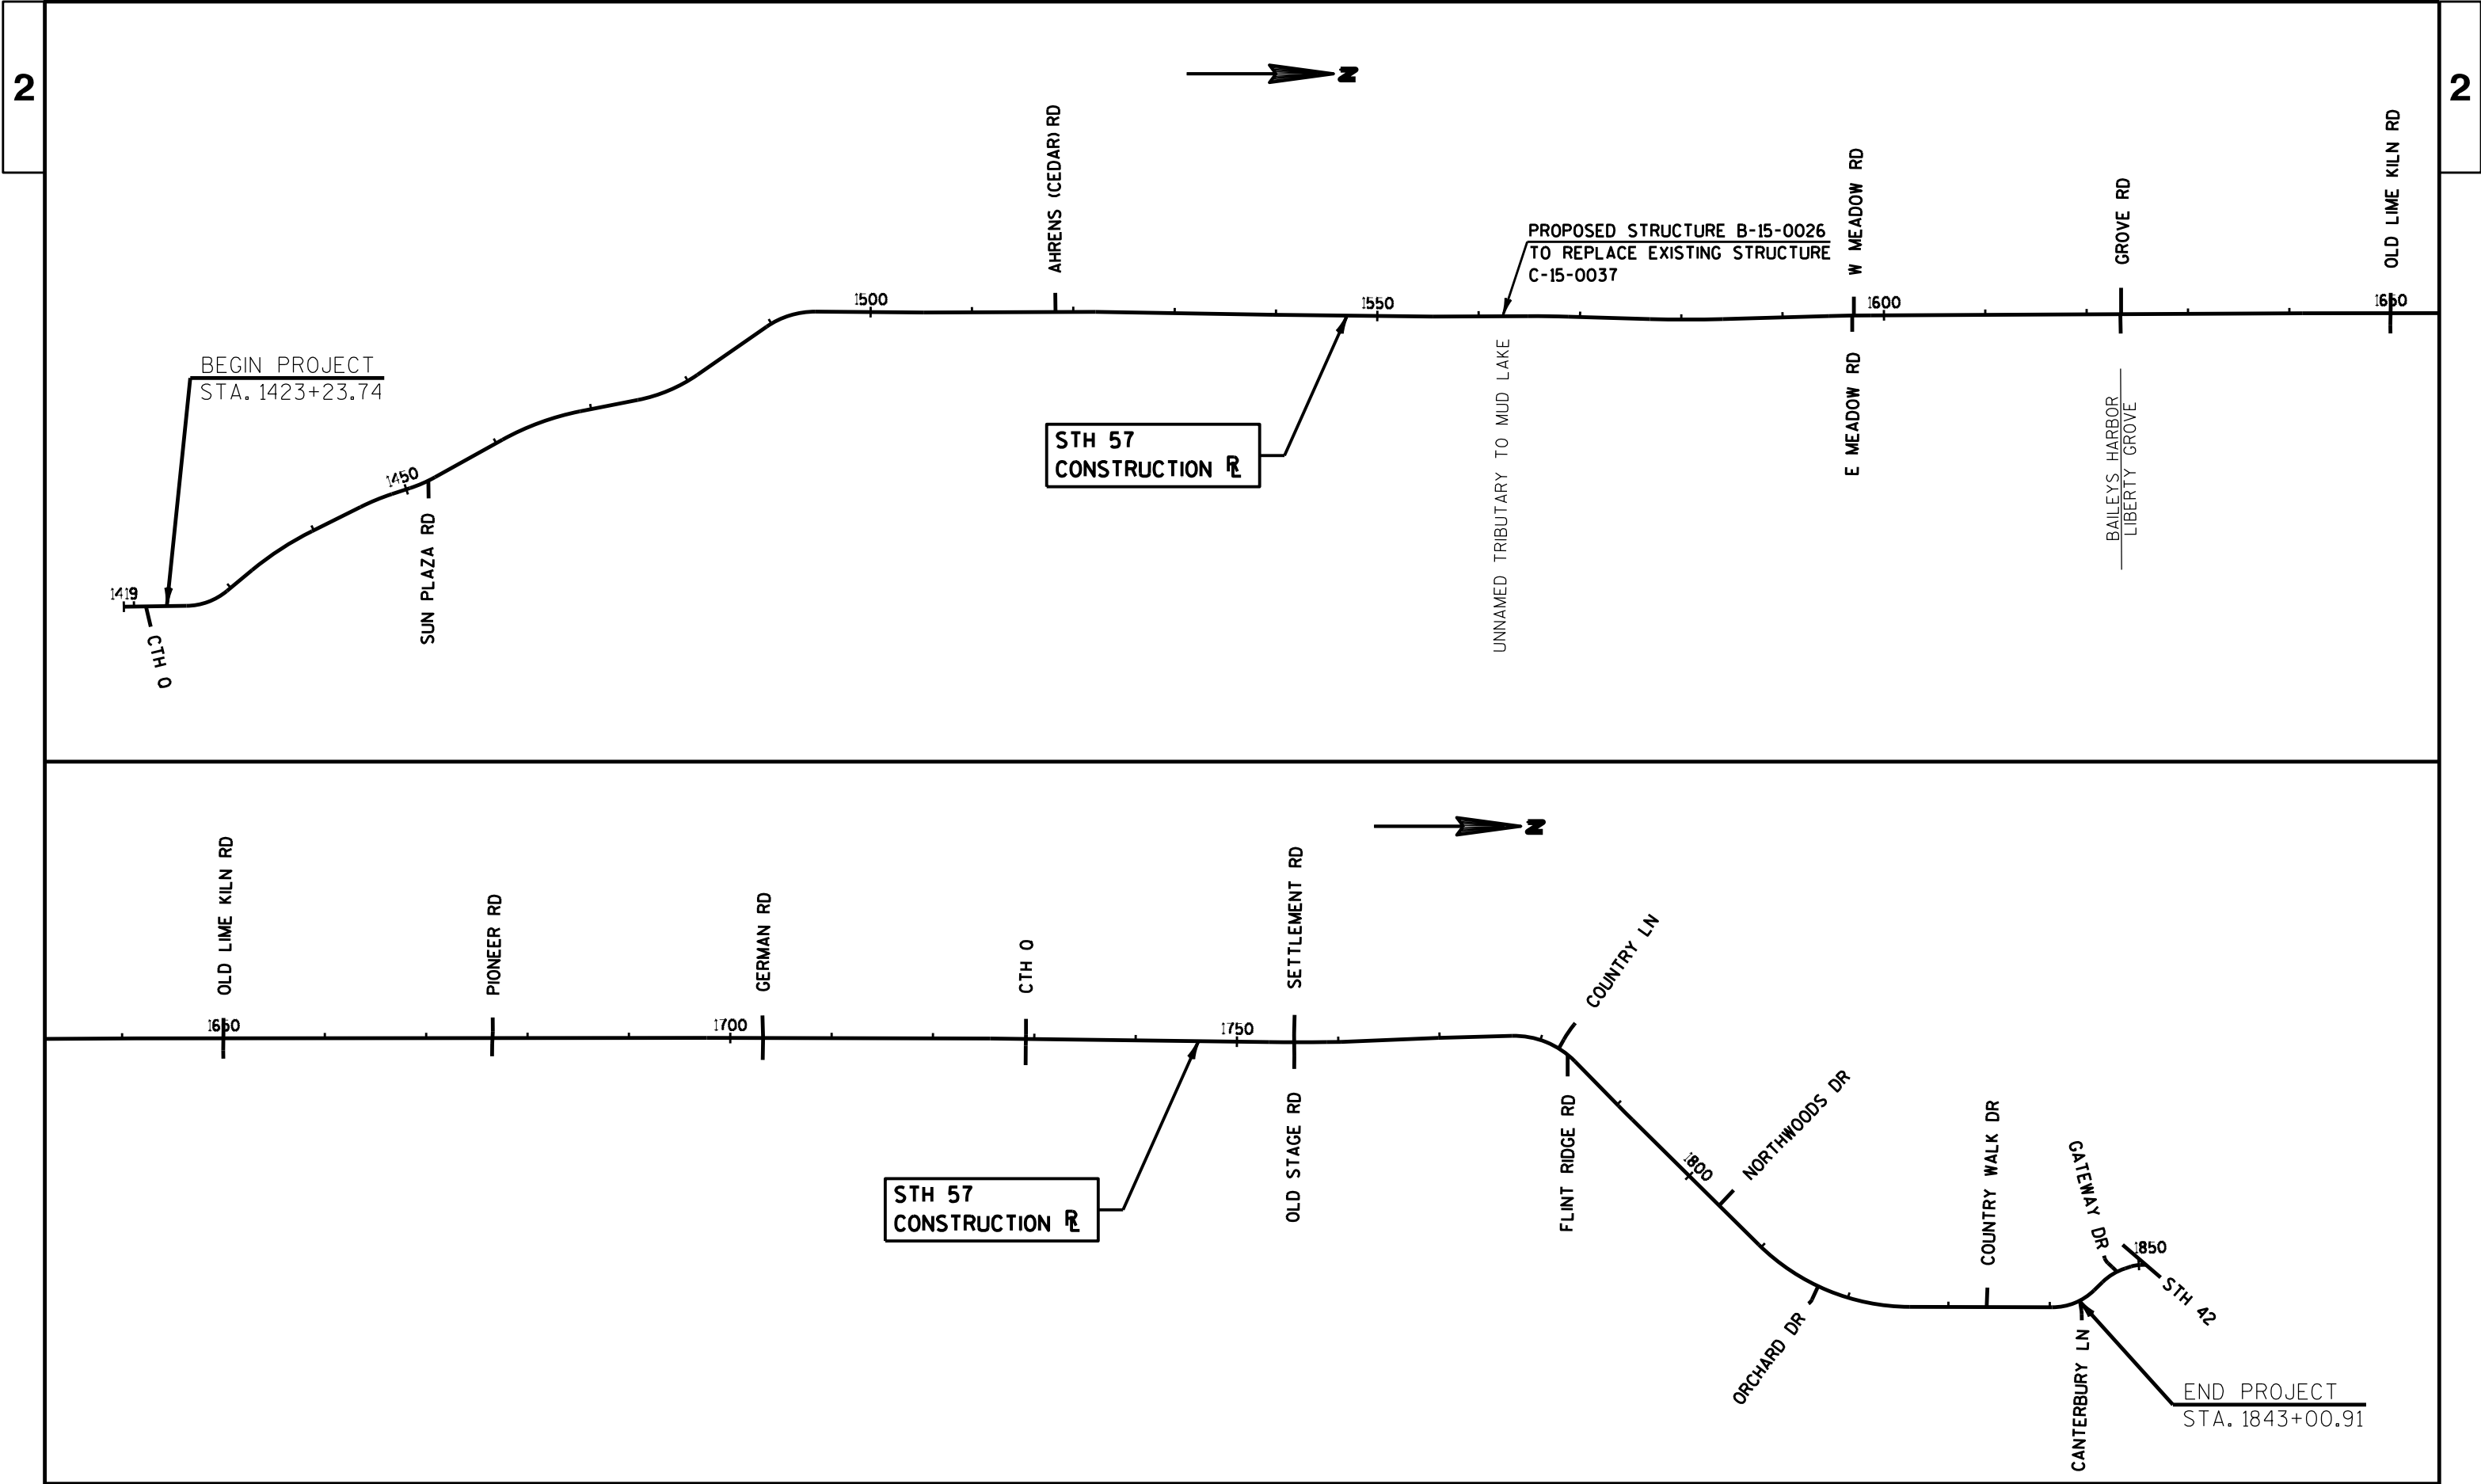 2
2
N
AHRENS (CEDAR) RD
W MEADOW RD
GROVE RD
OLD LIME KILN RD
PROPOSED STRUCTURE B-15-0026
TO REPLACE EXISTING STRUCTURE
C-15-0037
1500
1550
1600
1650
BEGIN PROJECT
STA. 1423+23.74
STH 57
CONSTRUCTION RL
UNNAMED TRIBUTARY TO MUD LAKE
E MEADOW RD
BAILEYS HARBOR
LIBERTY GROVE
1450
SUN PLAZA RD
1419
CTH Q
N
OLD LIME KILN RD
PIONEER RD
GERMAN RD
CTH Q
SETTLEMENT RD
COUNTRY LN
1650
1700
1750
OLD STAGE RD
FLINT RIDGE RD
NORTHWOODS DR
1800
COUNTRY WALK DR
GATEWAY DR
1850
STH 42
STH 57
CONSTRUCTION RL
ORCHARD DR
CANTERBURY LN
END PROJECT
STA. 1843+00.91